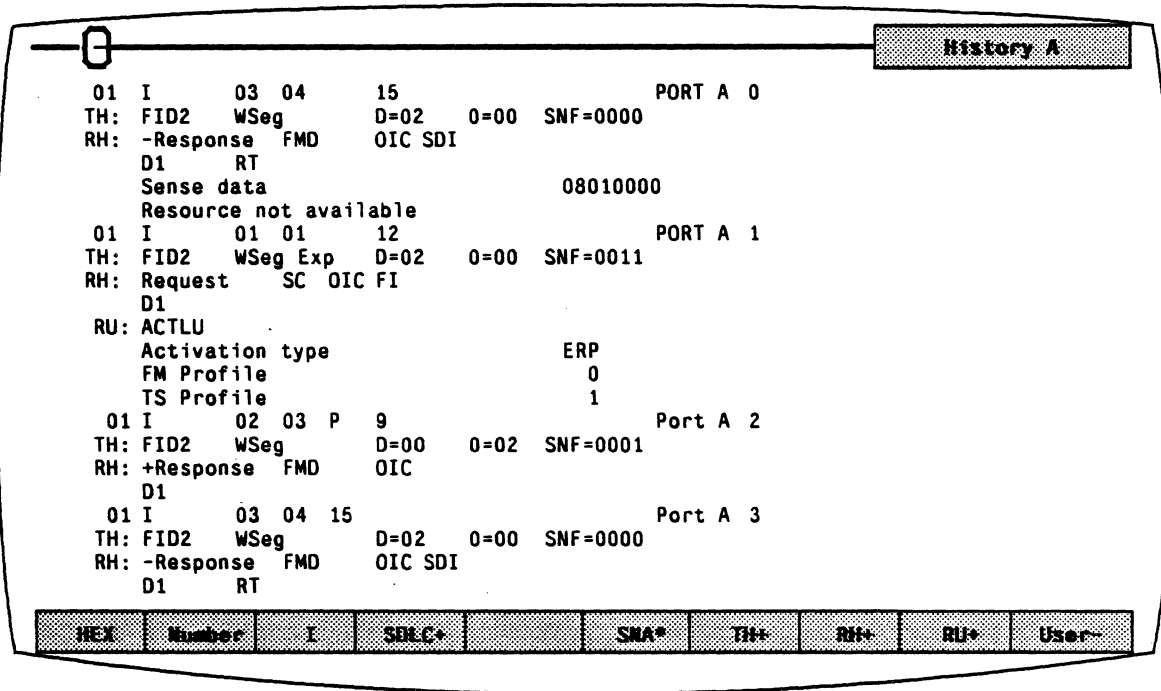 History A
01 I 03 04 15 PORT A 0
TH: FID2 WSeg D=02 0=00 SNF=0000
RH: -Response FMD OIC SDI
D1 RT
Sense data 08010000
Resource not available
01 I 01 01 12 PORT A 1
TH: FID2 WSeg Exp D=02 0=00 SNF=0011
RH: Request SC OIC FI
D1
RU: ACTLU
Activation type ERP
FM Profile 0
TS Profile 1
01 I 02 03 P 9 Port A 2
TH: FID2 WSeg D=00 0=02 SNF=0001
RH: +Response FMD OIC
D1
01 I 03 04 15 Port A 3
TH: FID2 WSeg D=02 0=00 SNF=0000
RH: -Response FMD OIC SDI
D1 RT
HEX Number I SDLC+ SNA* TH+ RH+ RU+ User~